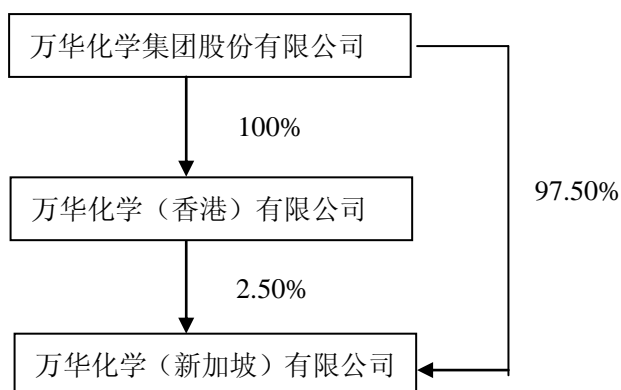 万华化学集团股份有限公司
100%
万华化学（香港）有限公司
97.50%
2.50%
万华化学（新加坡）有限公司